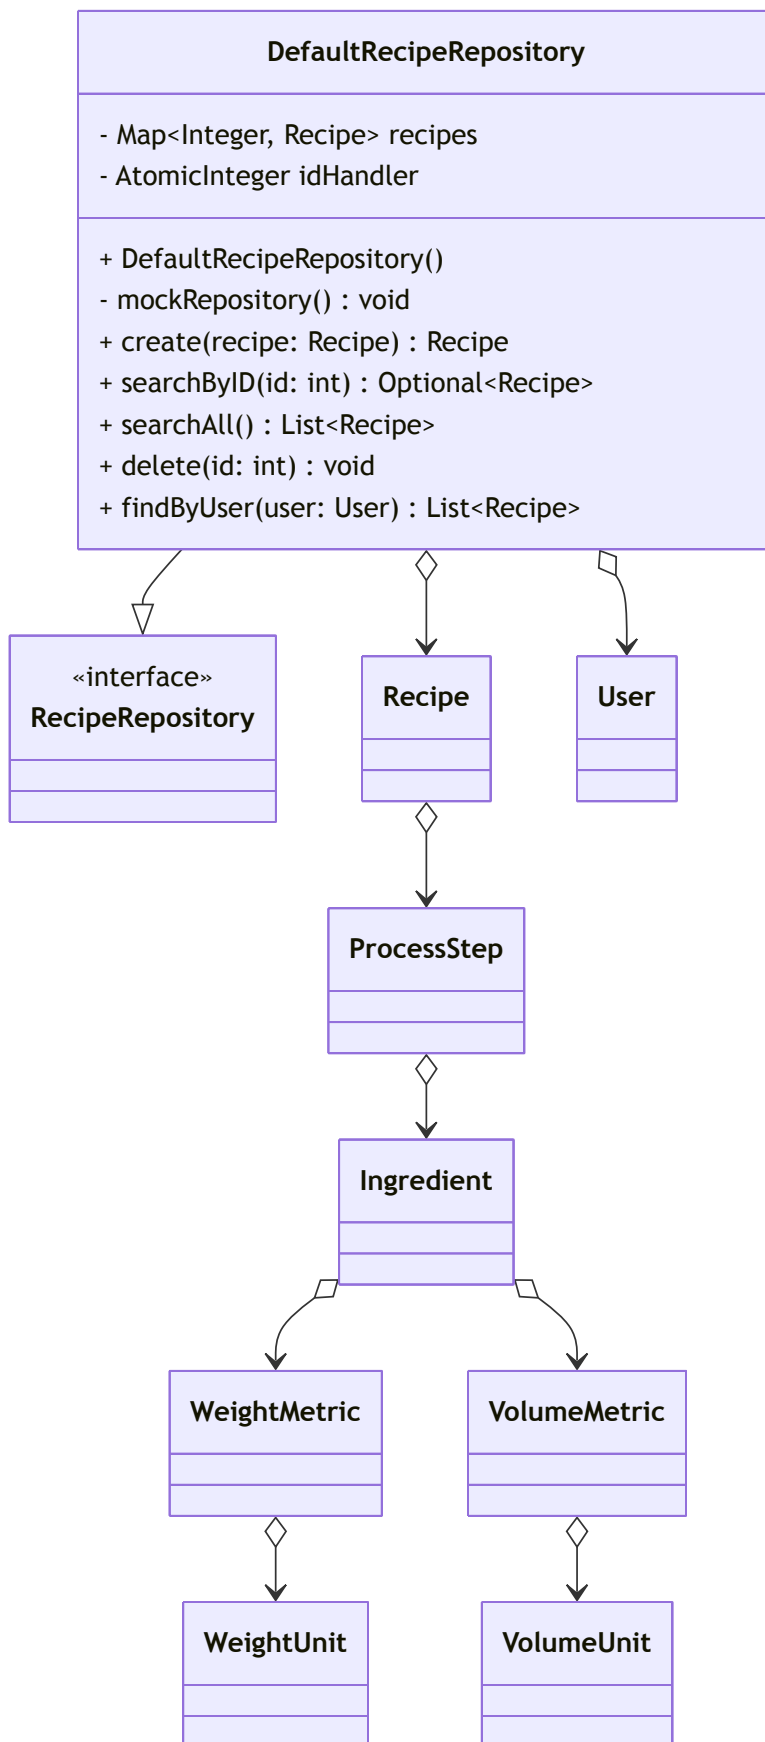 DefaultRecipeRepository
- Map<Integer, Recipe> recipes
- AtomicInteger idHandler
+ DefaultRecipeRepository()
- mockRepository() : void
+ create(recipe: Recipe) : Recipe
+ searchByID(id: int) : Optional<Recipe>
+ searchAll() : List<Recipe>
+ delete(id: int) : void
+ findByUser(user: User) : List<Recipe>
«interface»
RecipeRepository
Recipe
User
ProcessStep
Ingredient
WeightMetric
VolumeMetric
WeightUnit
VolumeUnit